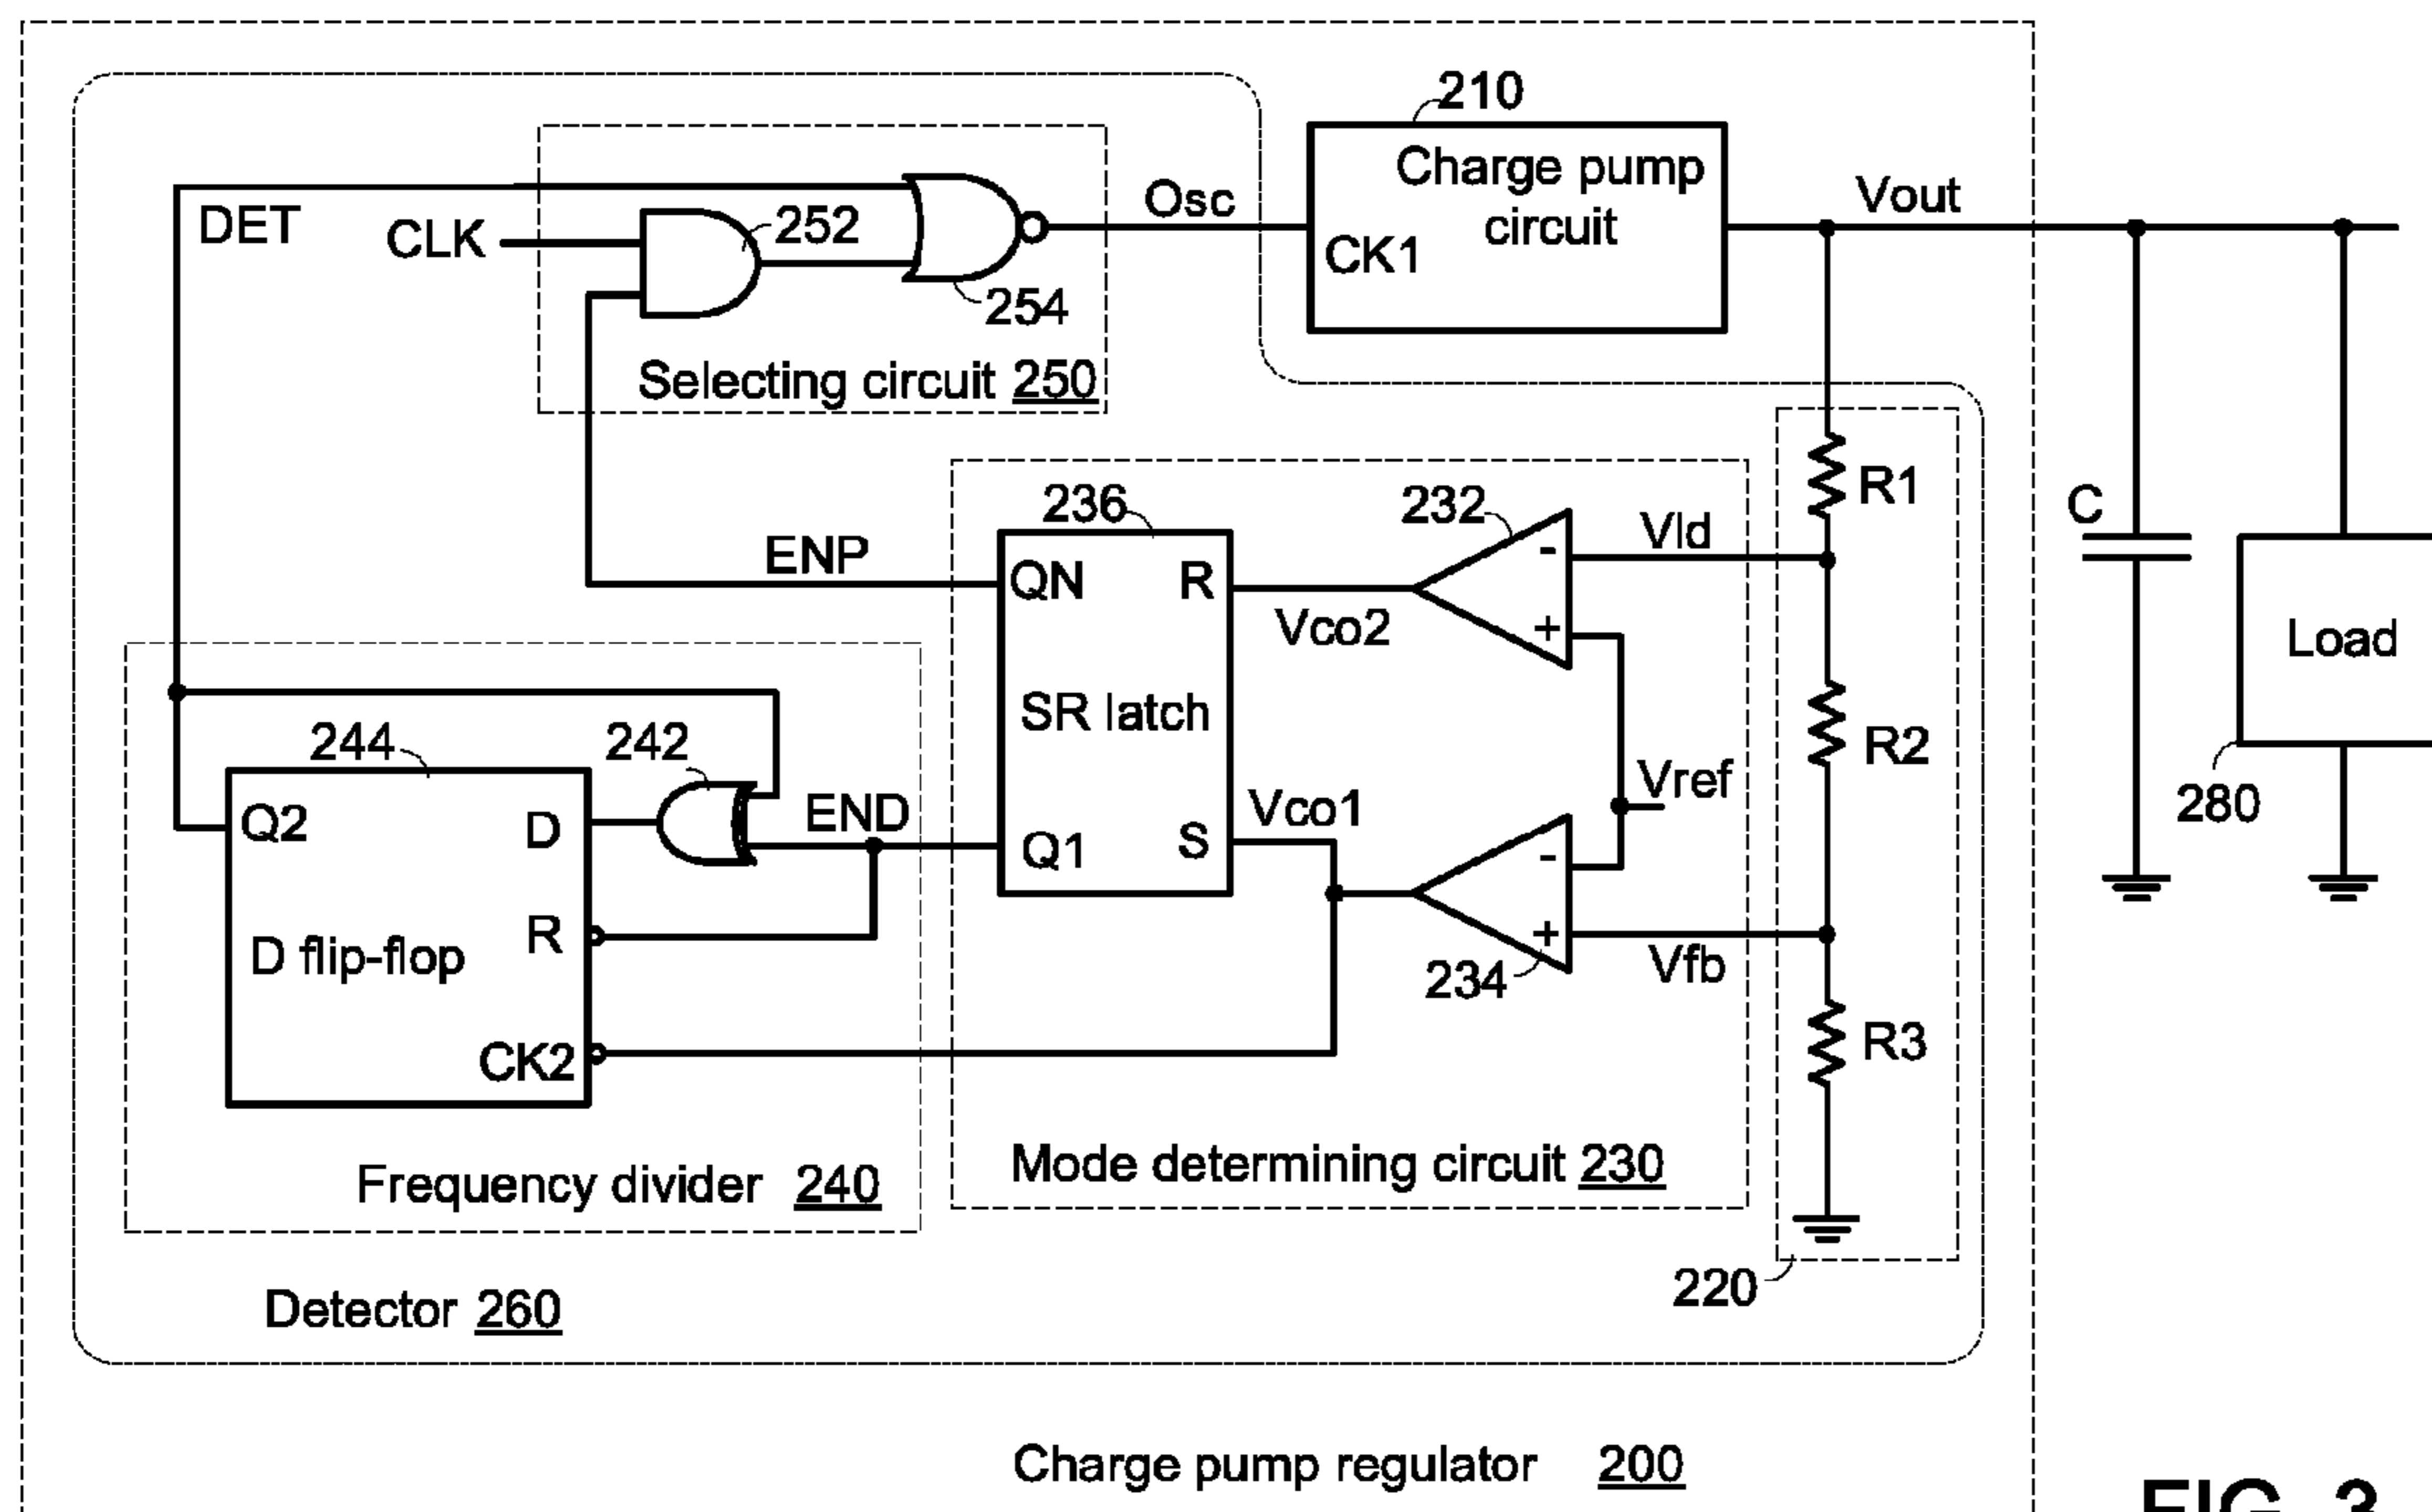 210
Charge pump
circuit
CK1
Osc
Vout
DET
CLK
252
254
Selecting circuit 250
R1
C
Load
280
236
232
Vld
ENP
QN
R
Vco2
-
+
SR latch
R2
Vref
244
242
END
Vco1
Q2
D
Q1
S
-
+
R
D flip-flop
234
Vfb
CK2
R3
Frequency divider 240
Mode determining circuit 230
220
Detector 260
Charge pump regulator 200
FIG. 3